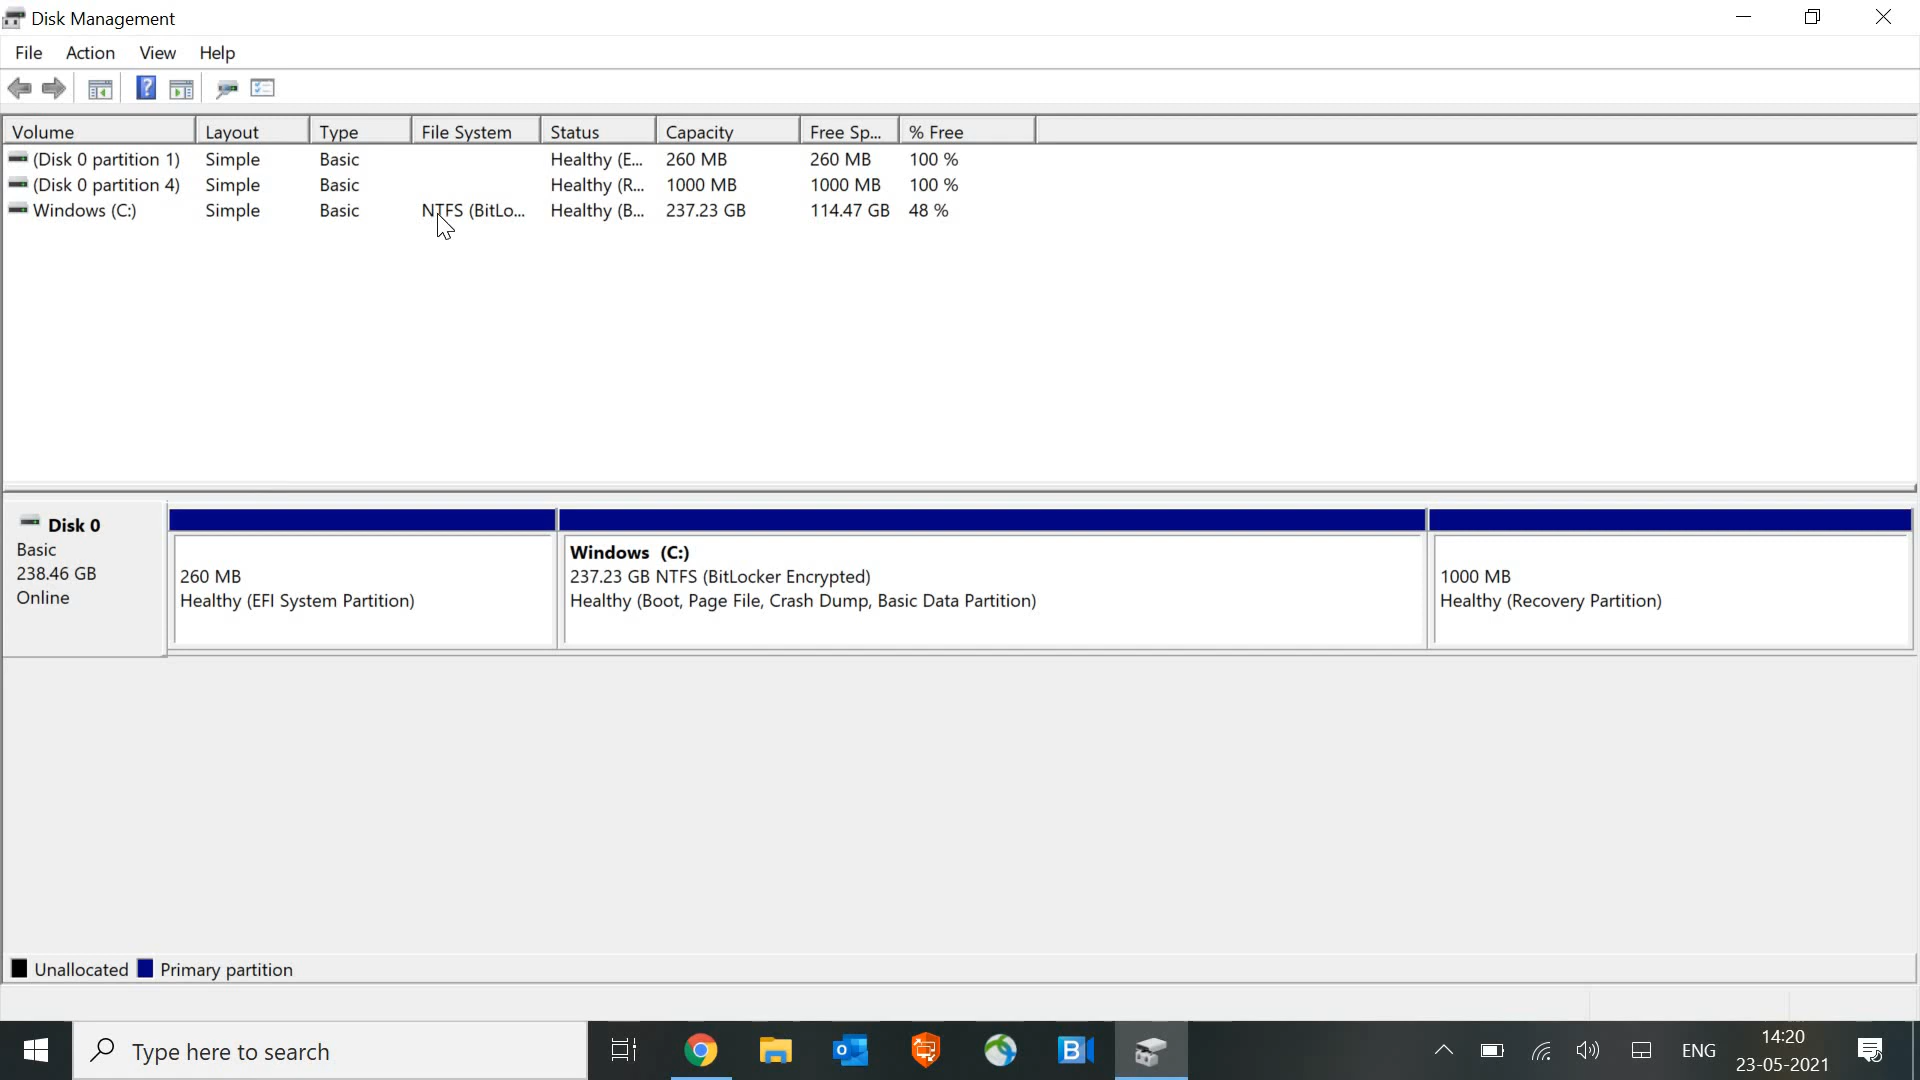 Disk Management
File Action View Help
Volume Layout Type File System Status Capacity Free Sp... % Free
(Disk 0 partition 1) Simple Basic Healthy (E... 260 MB 260 MB 100 %
(Disk 0 partition 4) Simple Basic Healthy (R... 1000 MB 1000 MB 100 %
Windows (C:) Simple Basic NTFS (BitLo... Healthy (B... 237.23 GB 114.47 GB 48 %
Disk 0
Basic
238.46 GB
Online
260 MB
Healthy (EFI System Partition)
Windows (C:)
237.23 GB NTFS (BitLocker Encrypted)
Healthy (Boot, Page File, Crash Dump, Basic Data Partition)
1000 MB
Healthy (Recovery Partition)
Unallocated Primary partition
Type here to search
ENG
14:20
23-05-2021